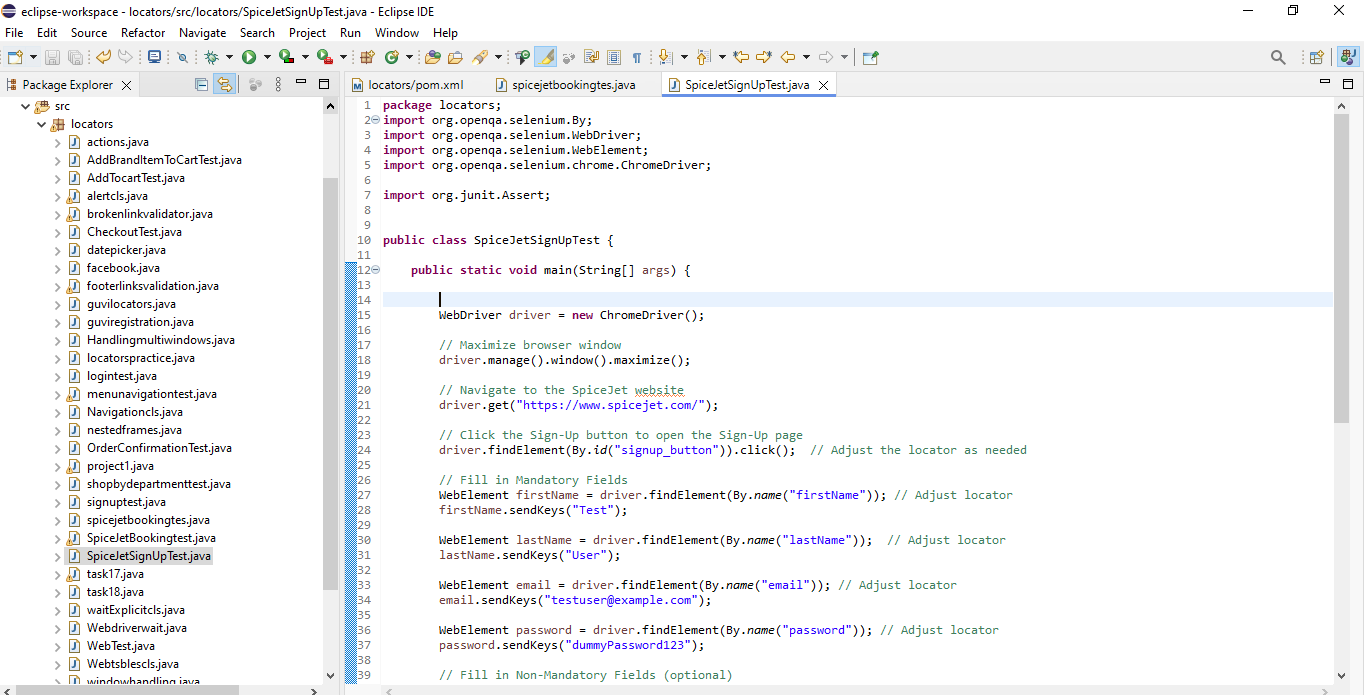 eclipse-workspace - locators/src/locators/SpiceJetSignUpTest.java - Eclipse IDE
File Edit Source Refactor Navigate Search Project Run Window Help
Package Explorer
src
locators
actions.java
AddBrandItemToCartTest.java
AddTocartTest.java
alertcls.java
brokenlinkvalidator.java
CheckoutTest.java
datepicker.java
facebook.java
footerlinksvalidation.java
guvilocators.java
guviregistration.java
Handlingmultiwindows.java
locatorspractice.java
logintest.java
menunavigationtest.java
Navigationcls.java
nestedframes.java
OrderConfirmationTest.java
project1.java
shopbydepartmenttest.java
signuptest.java
spicejetbookingtes.java
SpiceJetBookingtest.java
SpiceJetSignUpTest.java
task17.java
task18.java
waitExplicitcls.java
Webdriverwait.java
WebTest.java
Webtsblescls.java
windowhandling.java
locators/pom.xml spicejetbookingtes.java SpiceJetSignUpTest.java
1 package locators;
2 import org.openqa.selenium.By;
3 import org.openqa.selenium.WebDriver;
4 import org.openqa.selenium.WebElement;
5 import org.openqa.selenium.chrome.ChromeDriver;
6
7 import org.junit.Assert;
8
9
10 public class SpiceJetSignUpTest {
11
12 public static void main(String[] args) {
13
14
15 WebDriver driver = new ChromeDriver();
16
17 // Maximize browser window
18 driver.manage().window().maximize();
19
20 // Navigate to the SpiceJet website
21 driver.get("https://www.spicejet.com/");
22
23 // Click the Sign-Up button to open the Sign-Up page
24 driver.findElement(By.id("signup_button")).click(); // Adjust the locator as needed
25
26 // Fill in Mandatory Fields
27 WebElement firstName = driver.findElement(By.name("firstName")); // Adjust locator
28 firstName.sendKeys("Test");
29
30 WebElement lastName = driver.findElement(By.name("lastName")); // Adjust locator
31 lastName.sendKeys("User");
32
33 WebElement email = driver.findElement(By.name("email")); // Adjust locator
34 email.sendKeys("testuser@example.com");
35
36 WebElement password = driver.findElement(By.name("password")); // Adjust locator
37 password.sendKeys("dummyPassword123");
38
39 // Fill in Non-Mandatory Fields (optional)